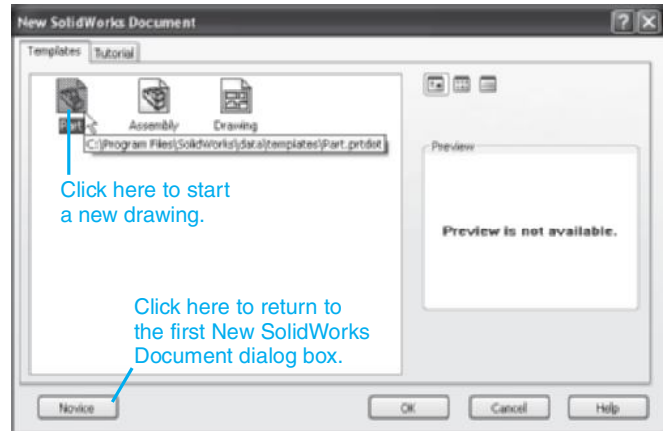 New SolidWorks Document
Templates Tutorial
Part Assembly Drawing
C:\Program Files\SolidWorks\data\templates\Part.prtdot
Preview
Click here to start
a new drawing.
Preview is not available.
Click here to return to
the first New SolidWorks
Document dialog box.
Novice OK Cancel Help